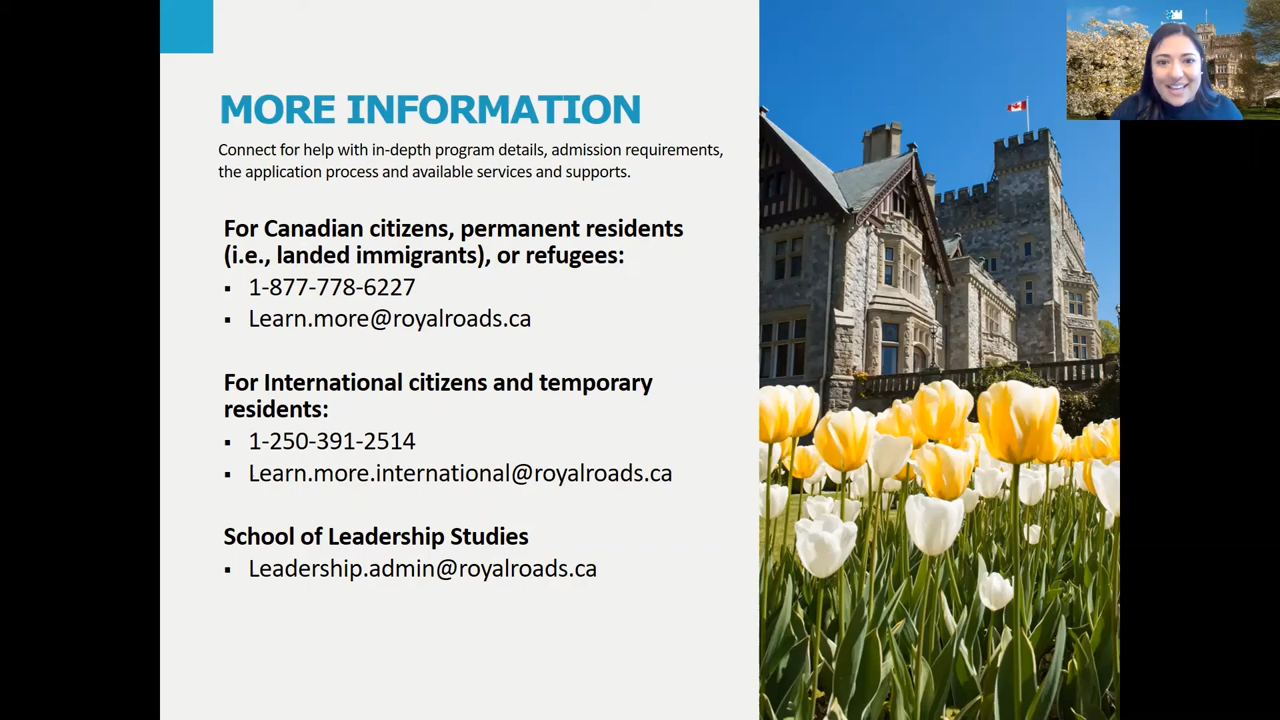 MORE INFORMATION
Connect for help with in-depth program details, admission requirements,
the application process and available services and supports.
For Canadian citizens, permanent residents
(i.e., landed immigrants), or refugees:
▪ 1-877-778-6227
▪ Learn.more@royalroads.ca
For International citizens and temporary
residents:
▪ 1-250-391-2514
▪ Learn.more.international@royalroads.ca
School of Leadership Studies
▪ Leadership.admin@royalroads.ca